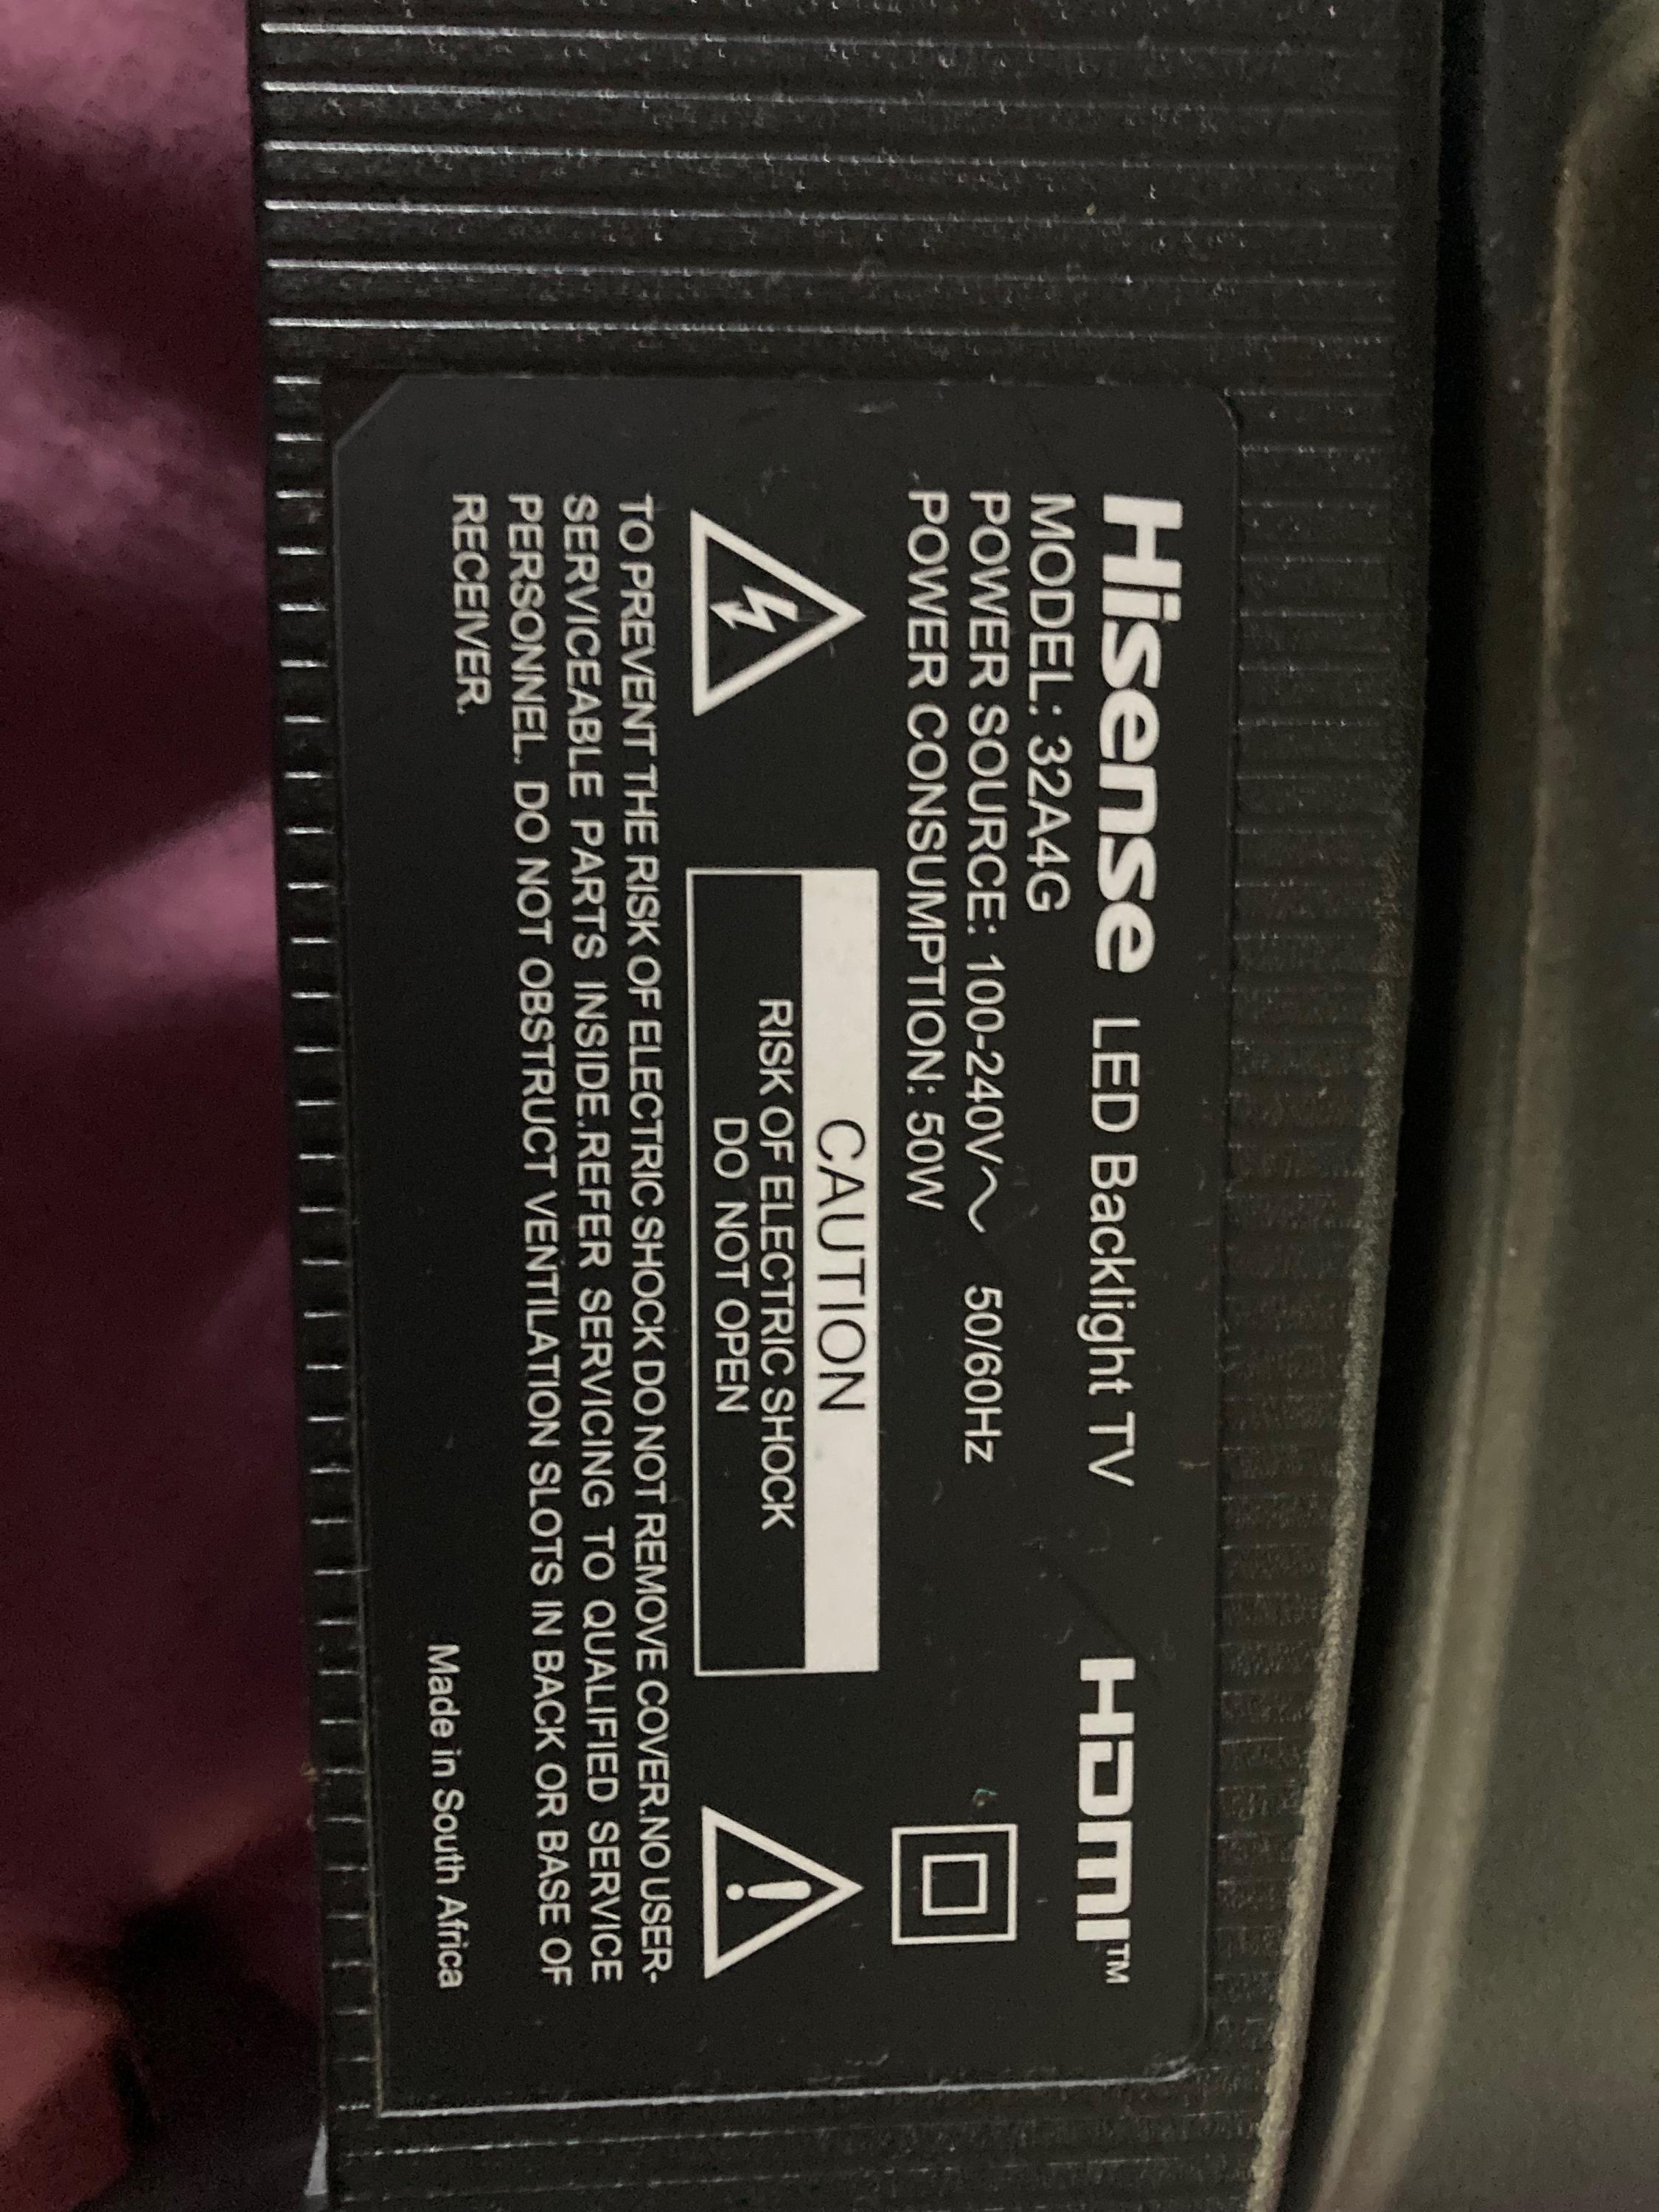 Hisense LED Backlight TV HDMI™
MODEL: 32A4G
POWER SOURCE: 100-240V～ 50/60Hz
POWER CONSUMPTION: 50W
CAUTION
RISK OF ELECTRIC SHOCK
DO NOT OPEN
TO PREVENT THE RISK OF ELECTRIC SHOCK DO NOT REMOVE COVER.NO USER-
SERVICEABLE PARTS INSIDE.REFER SERVICING TO QUALIFIED SERVICE
PERSONNEL. DO NOT OBSTRUCT VENTILATION SLOTS IN BACK OR BASE OF
RECEIVER.
Made in South Africa